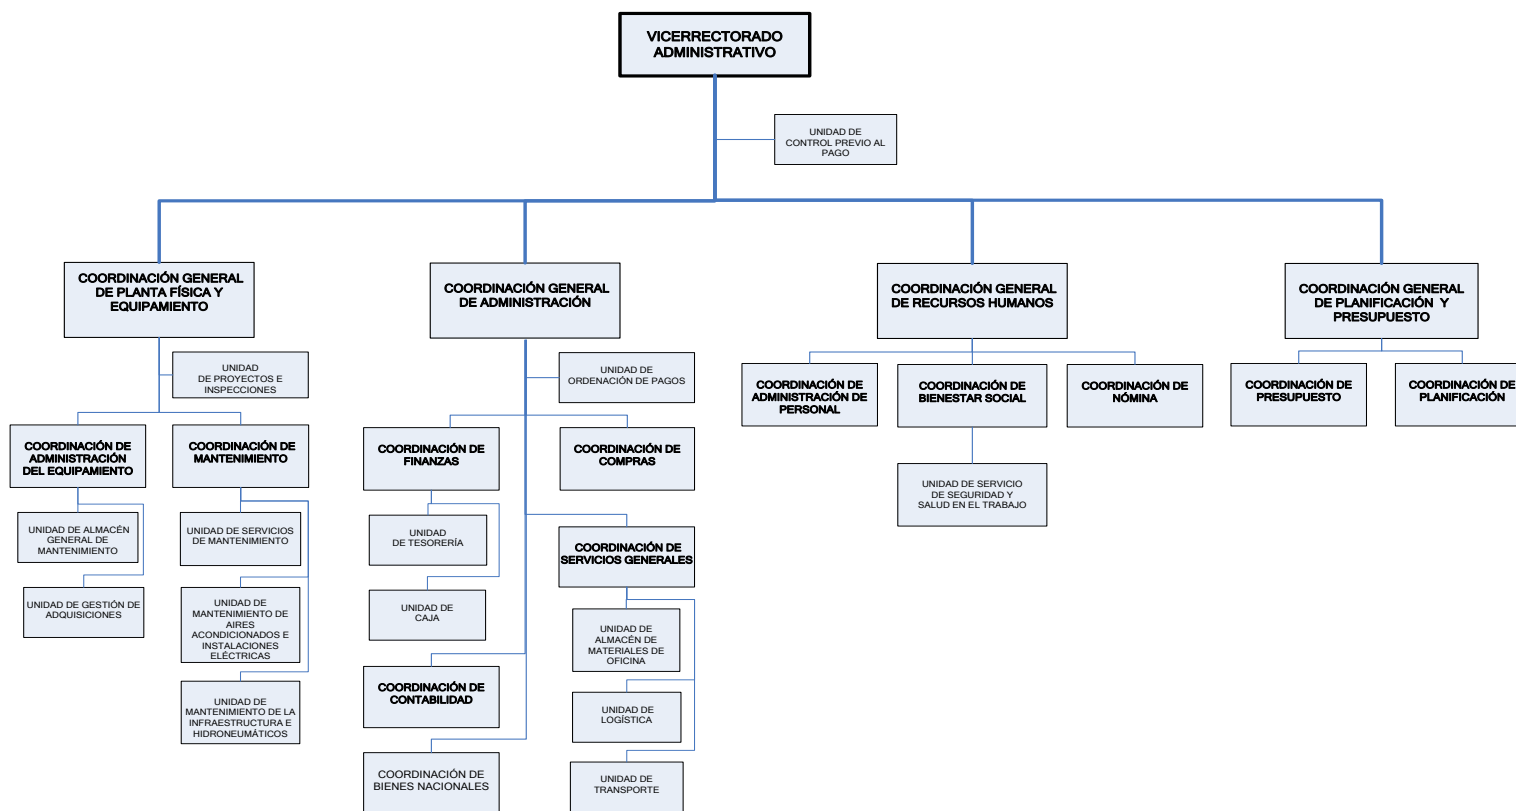 VICERRECTORADO
ADMINISTRATIVO
UNIDAD DE
CONTROL PREVIO AL
PAGO
COORDINACIÓN GENERAL
DE PLANTA FÍSICA Y
EQUIPAMIENTO
COORDINACIÓN GENERAL
DE ADMINISTRACIÓN
COORDINACIÓN GENERAL
DE RECURSOS HUMANOS
COORDINACIÓN GENERAL
DE PLANIFICACIÓN Y
PRESUPUESTO
UNIDAD
DE PROYECTOS E
INSPECCIONES
UNIDAD DE
ORDENACIÓN DE PAGOS
COORDINACIÓN DE
ADMINISTRACIÓN DE
PERSONAL
COORDINACIÓN DE
BIENESTAR SOCIAL
COORDINACIÓN DE
NÓMINA
COORDINACIÓN DE
PRESUPUESTO
COORDINACIÓN DE
PLANIFICACIÓN
COORDINACIÓN DE
ADMINISTRACIÓN
DEL EQUIPAMIENTO
COORDINACIÓN DE
MANTENIMIENTO
COORDINACIÓN DE
FINANZAS
COORDINACIÓN DE
COMPRAS
UNIDAD DE SERVICIO
DE SEGURIDAD Y
SALUD EN EL TRABAJO
UNIDAD DE ALMACÉN
GENERAL DE
MANTENIMIENTO
UNIDAD DE SERVICIOS
DE MANTENIMIENTO
UNIDAD
DE TESORERÍA
COORDINACIÓN DE
SERVICIOS GENERALES
UNIDAD DE GESTIÓN DE
ADQUISICIONES
UNIDAD DE
MANTENIMIENTO DE
AIRES
ACONDICIONADOS E
INSTALACIONES
ELÉCTRICAS
UNIDAD DE
CAJA
UNIDAD DE
ALMACÉN DE
MATERIALES DE
OFICINA
UNIDAD DE
MANTENIMIENTO DE LA
INFRAESTRUCTURA E
HIDRONEUMÁTICOS
COORDINACIÓN DE
CONTABILIDAD
UNIDAD DE
LOGÍSTICA
COORDINACIÓN DE
BIENES NACIONALES
UNIDAD DE
TRANSPORTE